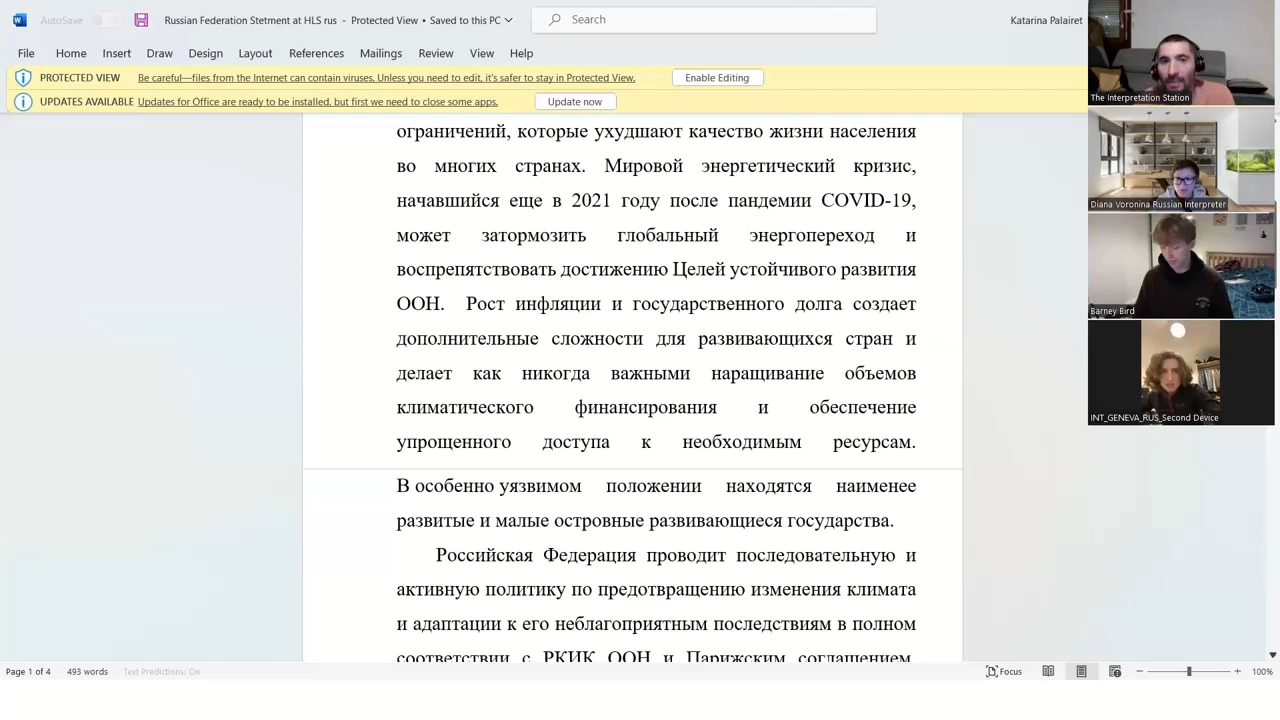 AutoSave
Russian Federation Stetment at HLS rus - Protected View • Saved to this PC
Search
Katarina Palairet
File Home Insert Draw Design Layout References Mailings Review View Help
PROTECTED VIEW Be careful—files from the Internet can contain viruses. Unless you need to edit, it's safer to stay in Protected View. Enable Editing
UPDATES AVAILABLE Updates for Office are ready to be installed, but first we need to close some apps. Update now
ограничений, которые ухудшают качество жизни населения
во многих странах. Мировой энергетический кризис,
начавшийся еще в 2021 году после пандемии COVID-19,
может затормозить глобальный энергопереход и
воспрепятствовать достижению Целей устойчивого развития
ООН. Рост инфляции и государственного долга создает
дополнительные сложности для развивающихся стран и
делает как никогда важными наращивание объемов
климатического финансирования и обеспечение
упрощенного доступа к необходимым ресурсам.
В особенно уязвимом положении находятся наименее
развитые и малые островные развивающиеся государства.
Российская Федерация проводит последовательную и
активную политику по предотвращению изменения климата
и адаптации к его неблагоприятным последствиям в полном
соответствии с РКИК ООН и Парижским соглашением.
The Interpretation Station
Diana Voronina Russian Interpreter
Barney Bird
INT_GENEVA_RUS_Second Device
Page 1 of 4 493 words Text Predictions: On
Focus
100%